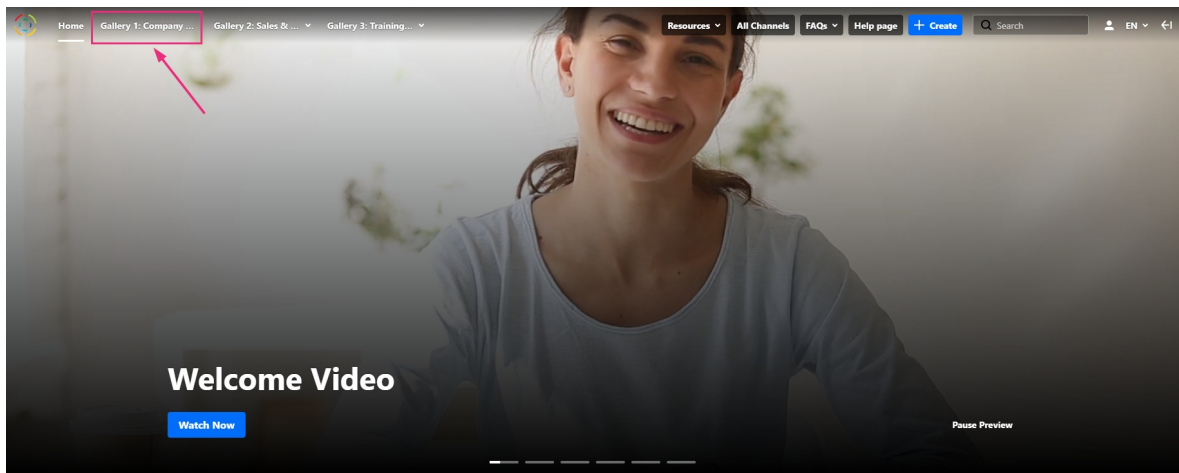 Home Gallery 1: Company ... Gallery 2: Sales & ... Gallery 3: Training... Resources All Channels FAQs Help page + Create Search EN
Welcome Video
Watch Now
Pause Preview